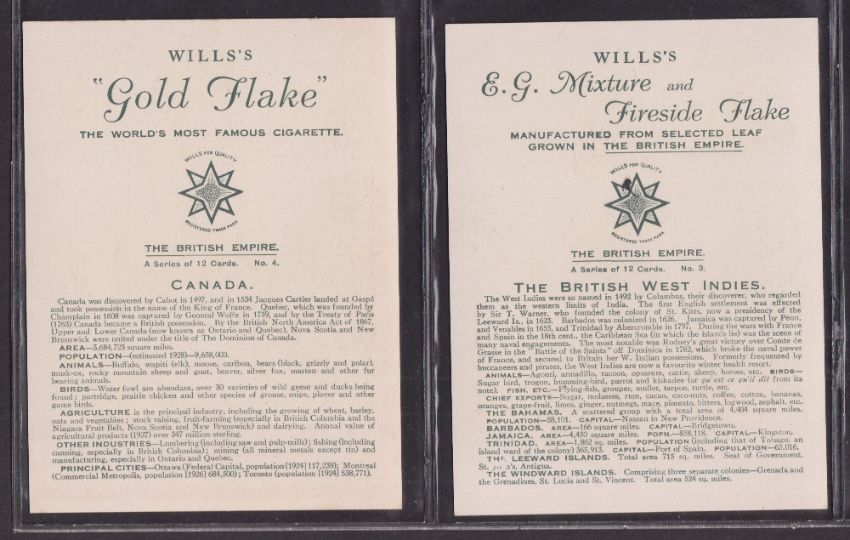 WILLS'S
"Gold Flake"
THE WORLD'S MOST FAMOUS CIGARETTE.
WILLS FOR QUALITY
REGISTERED TRADE MARK
THE BRITISH EMPIRE.
A Series of 12 Cards. No. 4.
CANADA.
Canada was discovered by Cabot in 1497, and in 1534 Jacques Cartier landed at Gaspé
and took possession in the name of the King of France. Quebec, which was founded by
Champlain in 1608 was captured by General Wolfe in 1759, and by the Treaty of Paris
(1763) Canada became a British possession. By the British North America Act of 1867,
Upper and Lower Canada (now known as Ontario and Quebec), Nova Scotia and New
Brunswick were united under the title of The Dominion of Canada.
AREA—3,684,723 square miles.
POPULATION—(estimated 1928)—9,658,000.
ANIMALS—Buffalo, wapiti (elk), moose, caribou, bears (black, grizzly and polar),
musk-ox, rocky mountain sheep and goat, beaver, silver fox, marten and other fur
bearing animals.
BIRDS—Water fowl are abundant, over 50 varieties of wild geese and ducks being
found; partridge, prairie chicken and other species of grouse, snipe, plover and other
game birds.
AGRICULTURE is the principal industry, including the growing of wheat, barley,
oats and vegetables; stock raising, fruit-farming (especially in British Columbia and the
Niagara Fruit Belt, Nova Scotia and New Brunswick) and dairying. Annual value of
agricultural products (1927) over 347 million sterling.
OTHER INDUSTRIES—Lumbering (including saw and pulp-mills); fishing (including
canning, especially in British Columbia); mining (all mineral metals except tin) and
manufacturing, especially in Ontario and Quebec.
PRINCIPAL CITIES—Ottawa (Federal Capital, population [1924] 117,239); Montreal
(Commercial Metropolis, population [1926] 684,500); Toronto (population [1924] 538,771).
WILLS'S
E.G. Mixture and
Fireside Flake
MANUFACTURED FROM SELECTED LEAF
GROWN IN THE BRITISH EMPIRE.
WILLS FOR QUALITY
REGISTERED TRADE MARK
THE BRITISH EMPIRE.
A Series of 12 Cards. No. 3.
THE BRITISH WEST INDIES.
The West Indies were so named in 1492 by Columbus, their discoverer, who regarded
them as the western limits of India. The first English settlement was effected
by Sir T. Warner, who founded the colony of St. Kitts, now a presidency of the
Leeward Is., in 1623. Barbados was colonized in 1626. Jamaica was captured by Penn,
and Venables in 1655, and Trinidad by Abercrombie in 1797. During the wars with France
and Spain in the 18th cent., the Caribbean Sea (in which the islands lie) was the scene of
many naval engagements. The most notable was Rodney's great victory over Comte de
Grasse in the "Battle of the Saints" off Dominica in 1782, which broke the naval power
of France, and secured to Britain her W. Indian possessions. Formerly frequented by
buccaneers and pirates, the West Indies are now a favourite winter health resort.
ANIMALS—Agouti, armadillo, racoon, opossum, cattle, sheep, horses, etc. BIRDS—
Sugar bird, trogon, humming-bird, parrot and kiskadee (or qu'est ce qu'il dit from its
note). FISH, ETC.—Flying-fish, grouper, mullet, tarpon, turtle, etc.
CHIEF EXPORTS—Sugar, molasses, rum, cacao, coco-nuts, coffee, cotton, bananas,
oranges, grape-fruit, limes, ginger, nutmegs, mace, pimento, bitters, logwood, asphalt, etc.
THE BAHAMAS. A scattered group with a total area of 4,404 square miles.
POPULATION—58,101. CAPITAL—Nassau in New Providence.
BARBADOS. AREA—166 square miles. CAPITAL—Bridgetown.
JAMAICA. AREA—4,450 square miles. POPN.—858,118. CAPITAL—Kingston.
TRINIDAD. AREA—1,862 sq. miles. POPULATION (including that of Tobago, an
island ward of the colony) 365,913. CAPITAL—Port of Spain. POPULATION—63,016.
THE LEEWARD ISLANDS. Total area 715 sq. miles. Seat of Government.
St. Antigua.
THE WINDWARD ISLANDS. Comprising three separate colonies—Grenada and
the Grenadines, St. Lucia and St. Vincent. Total area 524 sq. miles.